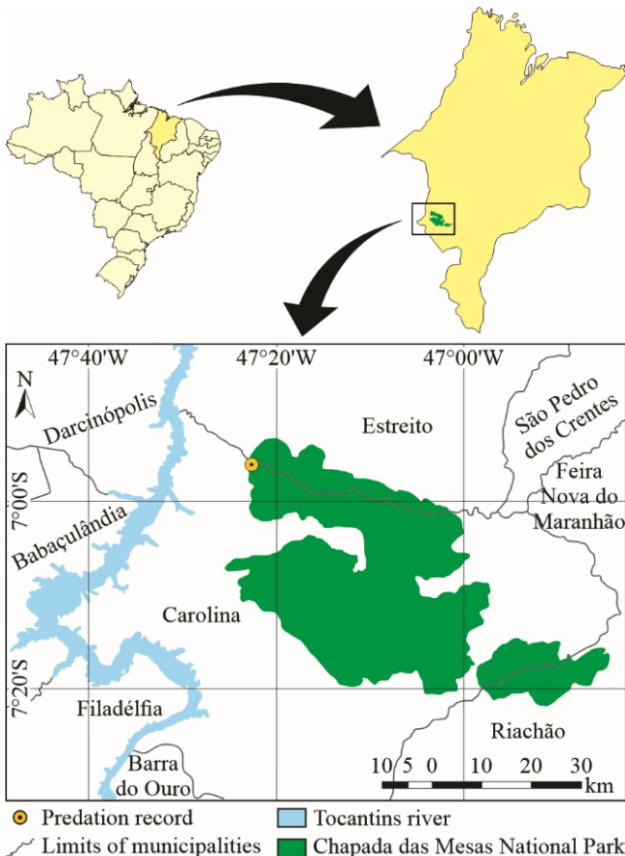 47°40'W 47°20'W 47°00'W
N
Darcinópolis
Estreito
São Pedro
dos Crentes
Feira
Nova do
Maranhão
7°00'S
Babaçulândia
Carolina
7°20'S
Filadélfia
Riachão
Barra
do Ouro
10 5 0 10 20 30
km
Predation record
Tocantins river
Limits of municipalities
Chapada das Mesas National Park